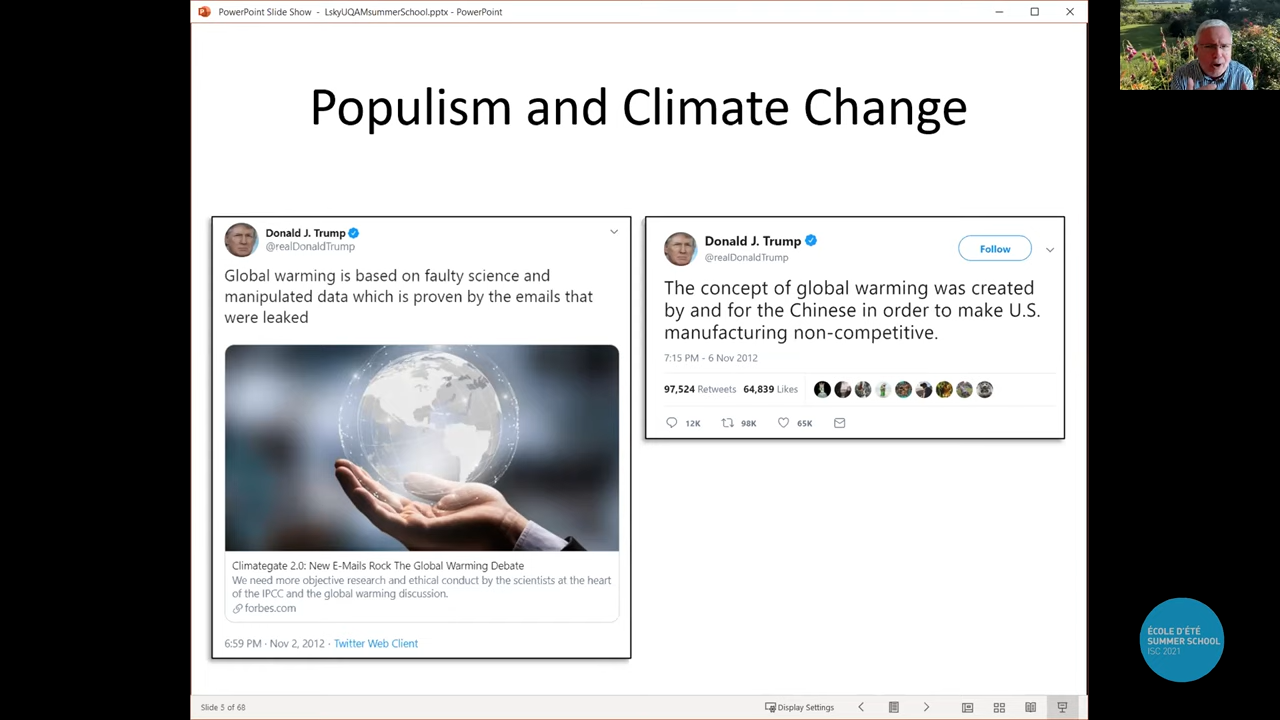 PowerPoint Slide Show - LskyUQAMsummerSchool.pptx - PowerPoint
Populism and Climate Change
Donald J. Trump
@realDonaldTrump
Global warming is based on faulty science and
manipulated data which is proven by the emails that
were leaked
Climategate 2.0: New E-Mails Rock The Global Warming Debate
We need more objective research and ethical conduct by the scientists at the heart
of the IPCC and the global warming discussion.
forbes.com
6:59 PM · Nov 2, 2012 · Twitter Web Client
Donald J. Trump
@realDonaldTrump
Follow
The concept of global warming was created
by and for the Chinese in order to make U.S.
manufacturing non-competitive.
7:15 PM - 6 Nov 2012
97,524 Retweets 64,839 Likes
12K 98K 65K
ÉCOLE D'ÉTÉ
SUMMER SCHOOL
ISC 2021
Slide 5 of 68
Display Settings